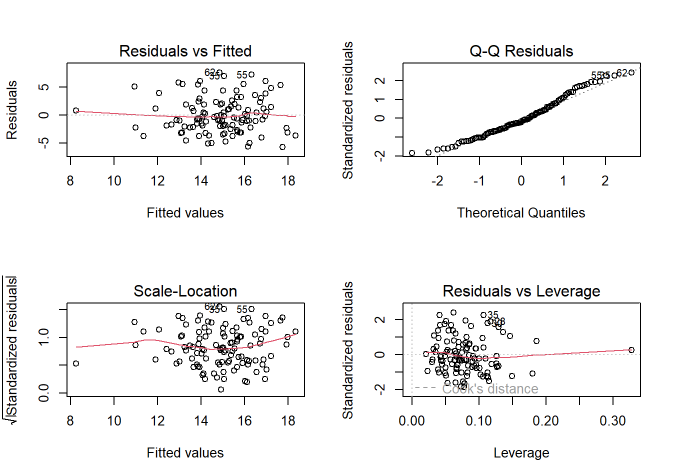 Residuals vs Fitted
Residuals
5
0
-5
62
35
55
8 10 12 14 16 18
Fitted values
Q-Q Residuals
Standardized residuals
2
0
-2
55
35
62
-2 -1 0 1 2
Theoretical Quantiles
Scale-Location
√|Standardized residuals|
1.0
0.0
62
35
55
8 10 12 14 16 18
Fitted values
Residuals vs Leverage
Standardized residuals
2
0
-2
35
Cook's distance
0.00 0.10 0.20 0.30
Leverage